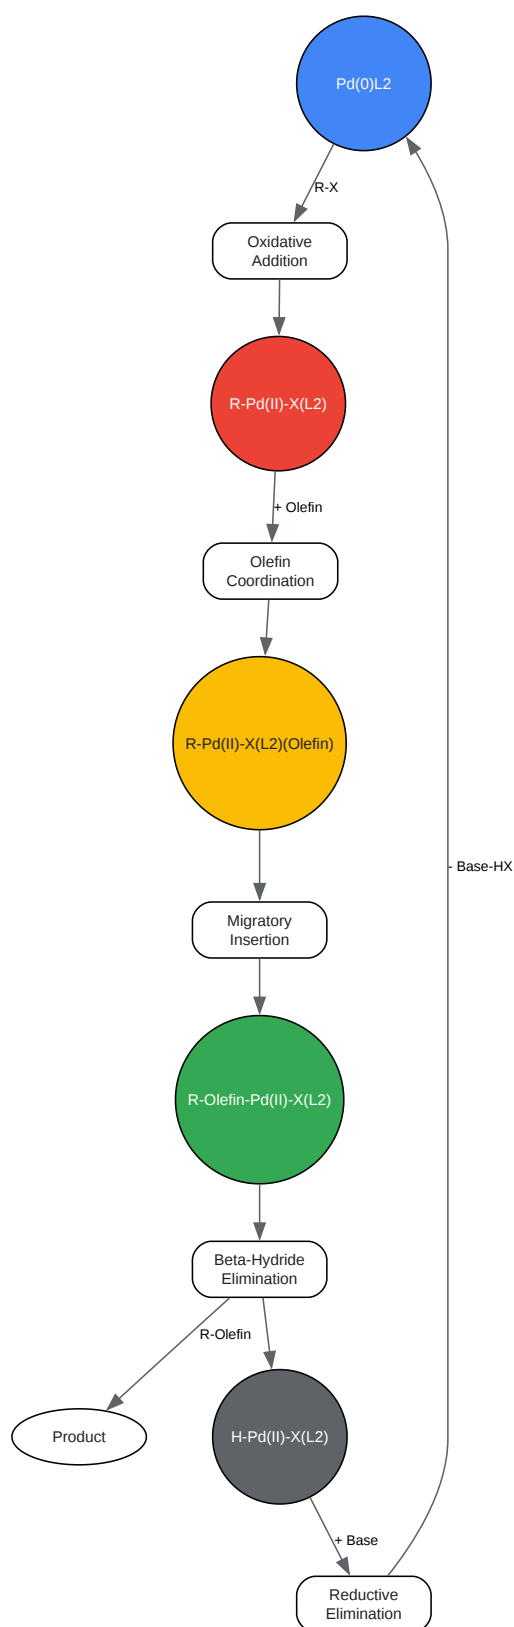 Pd(0)L2
R-X
Oxidative
Addition
R-Pd(II)-X(L2)
+ Olefin
Olefin
Coordination
R-Pd(II)-X(L2)(Olefin)
- Base-HX
Migratory
Insertion
R-Olefin-Pd(II)-X(L2)
Beta-Hydride
Elimination
R-Olefin
Product
H-Pd(II)-X(L2)
+ Base
Reductive
Elimination